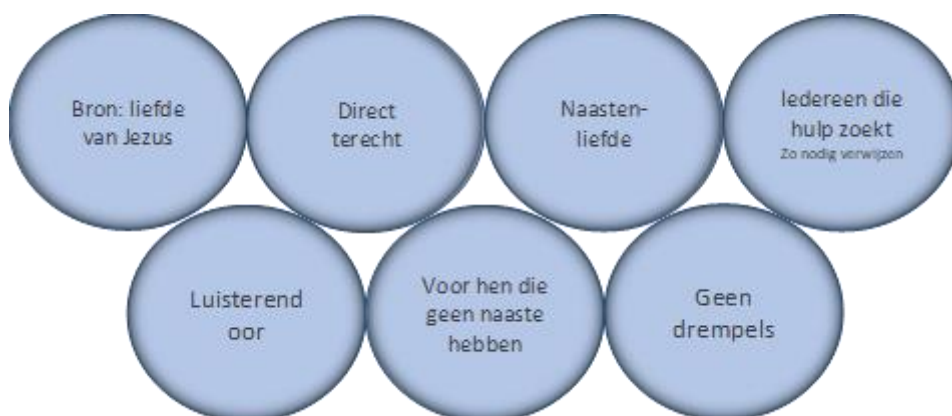 Bron: liefde
van Jezus
Direct
terecht
Naasten-
liefde
Iedereen die
hulp zoekt
Zo nodig verwijzen
Luisterend
oor
Voor hen die
geen naaste
hebben
Geen
drempels